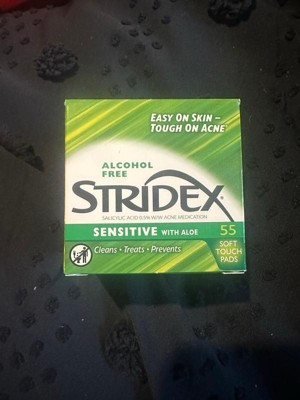 EASY ON SKIN –
TOUGH ON ACNE
ALCOHOL
FREE
STRIDEX
SALICYLIC ACID 0.5% W/W ACNE MEDICATION
SENSITIVE WITH ALOE
55
SOFT
TOUCH
PADS
Cleans • Treats • Prevents